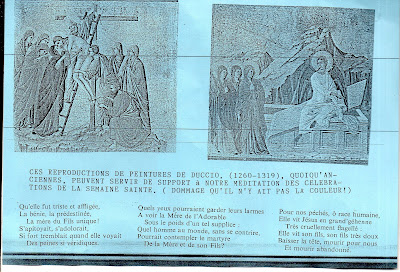 CES REPRODUCTIONS DE PEINTURES DE DUCCIO, (1260-1319), QUOIQU'AN-
CIENNES, PEUVENT SERVIR DE SUPPORT à NOTRE MEDITATION DES CELEBRA-
TIONS DE LA SEMAINE SAINTE. ( DOMMAGE QU'IL N'Y AIT PAS LA COULEUR!)
Qu'elle fut triste et affligée,
La bénie, la prédestinée,
La mère du Fils unique!
S'apitoyait, s'adolorait,
Si fort tremblait quand elle voyait
Des peines si véridiques.
Quels yeux pourraient garder leurs larmes
A voir la Mère de l'Adorable
Sous le poids d'un tel supplice :
Quel homme au monde, sans se contraire,
Pourrait contempler le martyre
De la Mère et de son Fils?
Pour nos péchés, ô race humaine,
Elle vit Jésus en grand'géhenne
Très cruellement flagellé :
Elle vit son fils, son fils très doux
Baisser la tête, mourir pour nous
Et mourir abandonné.